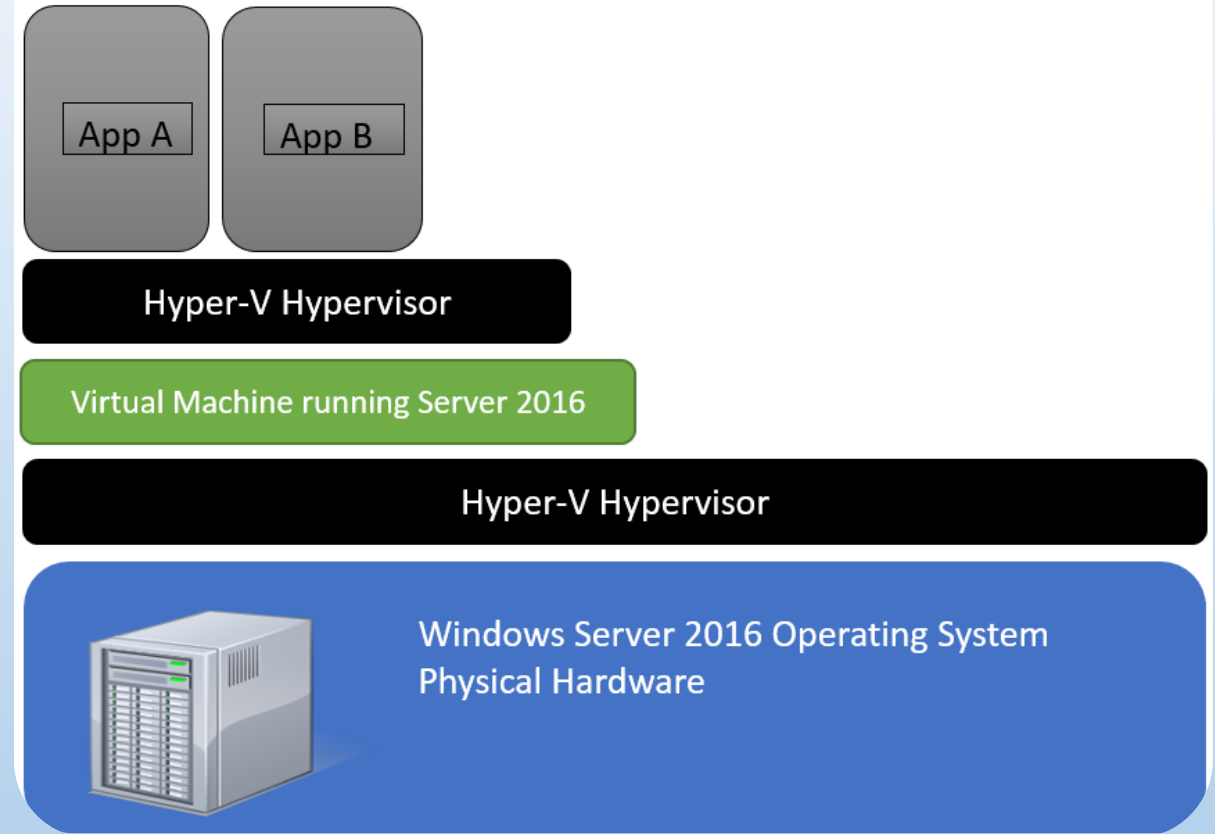 App A
App B
Hyper-V Hypervisor
Virtual Machine running Server 2016
Hyper-V Hypervisor
Windows Server 2016 Operating System
Physical Hardware